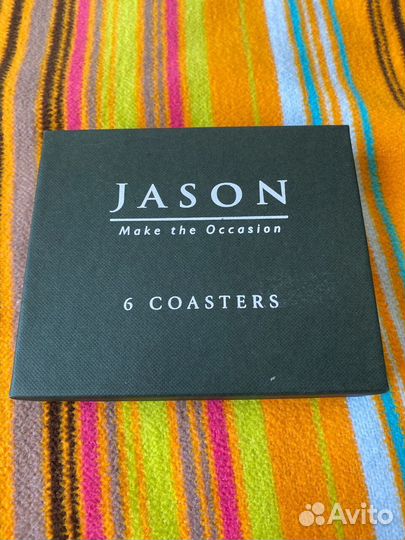 JASON
Make the Occasion
6 COASTERS
Avito